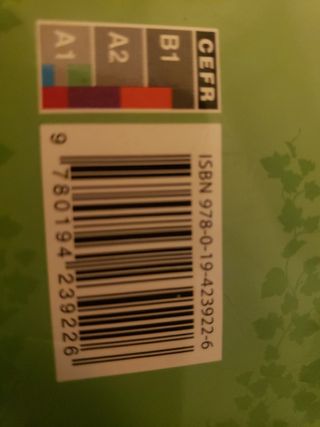 CEFR
A1 A2 B1
ISBN 978-0-19-423922-6
9 780194 239226